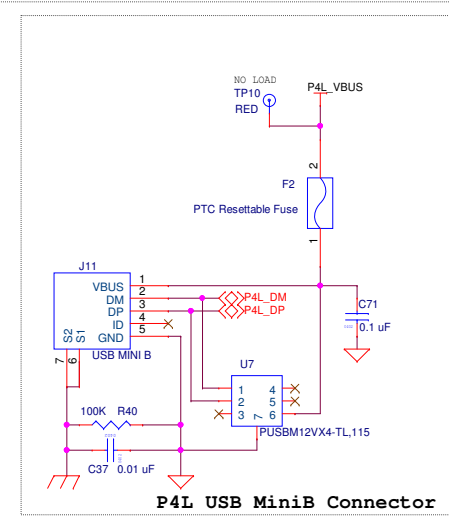 NO LOAD
TP10
RED
P4L_VBUS
2
F2
PTC Resettable Fuse
1
J11
VBUS 1
DM 2
DP 3
ID 4
GND 5
S2
S1
7
6
USB MINI B
P4L_DM
P4L_DP
C71
0.1 uF
U7
1 4
2 5
3 7 6
PUSBM12VX4-TL,115
100K R40
C37 0.01 uF
P4L USB MiniB Connector